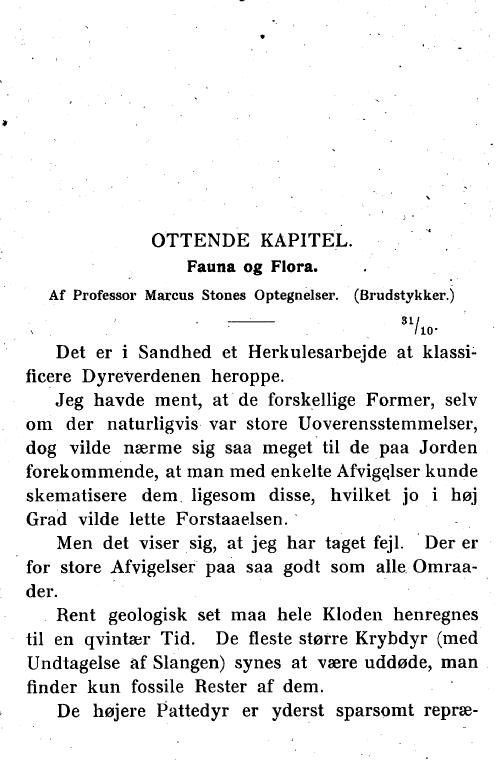 OTTENDE KAPITEL.
Fauna og Flora.
Af Professor Marcus Stones Optegnelser. (Brudstykker.)
31/10.
Det er i Sandhed et Herkulesarbejde at klassi-
ficere Dyreverdenen heroppe.
Jeg havde ment, at de forskellige Former, selv
om der naturligvis var store Uoverensstemmelser,
dog vilde nærme sig saa meget til de paa Jorden
forekommende, at man med enkelte Afvigelser kunde
skematisere dem ligesom disse, hvilket jo i høj
Grad vilde lette Forstaaelsen.
Men det viser sig, at jeg har taget fejl. Der er
for store Afvigelser paa saa godt som alle Omraa-
der.
Rent geologisk set maa hele Kloden henregnes
til en qvintær Tid. De fleste større Krybdyr (med
Undtagelse af Slangen) synes at være uddøde, man
finder kun fossile Rester af dem.
De højere Pattedyr er yderst sparsomt repræ-